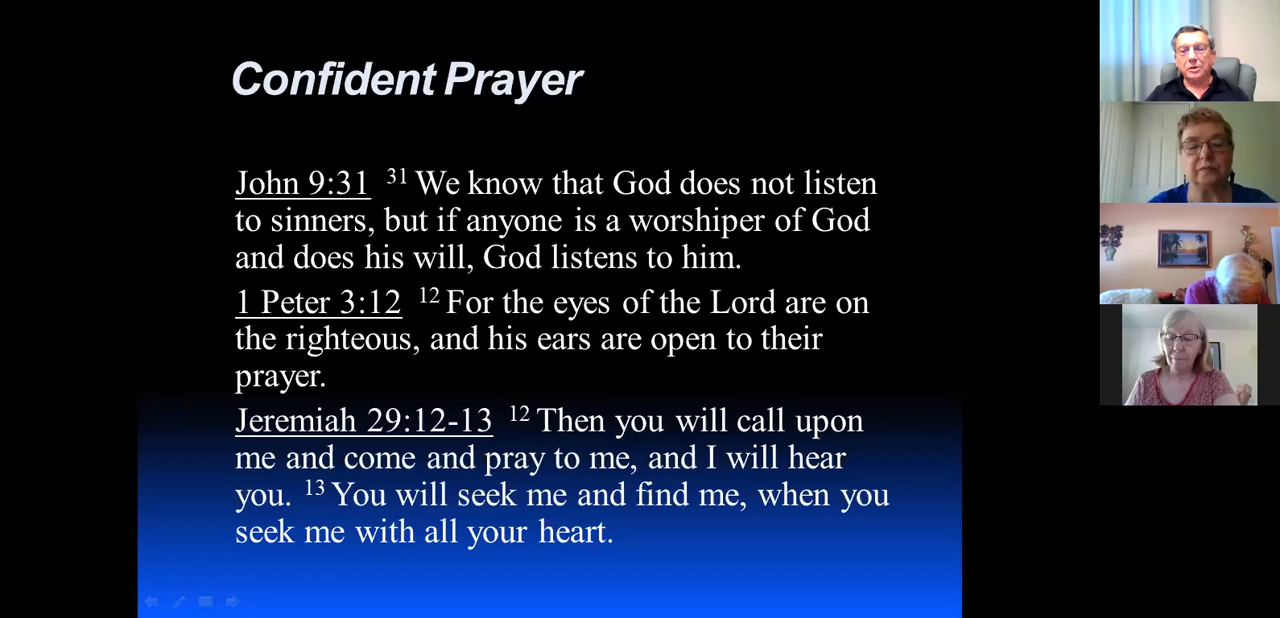 Confident Prayer
John 9:31 31 We know that God does not listen
to sinners, but if anyone is a worshiper of God
and does his will, God listens to him.
1 Peter 3:12 12 For the eyes of the Lord are on
the righteous, and his ears are open to their
prayer.
Jeremiah 29:12-13 12 Then you will call upon
me and come and pray to me, and I will hear
you. 13 You will seek me and find me, when you
seek me with all your heart.